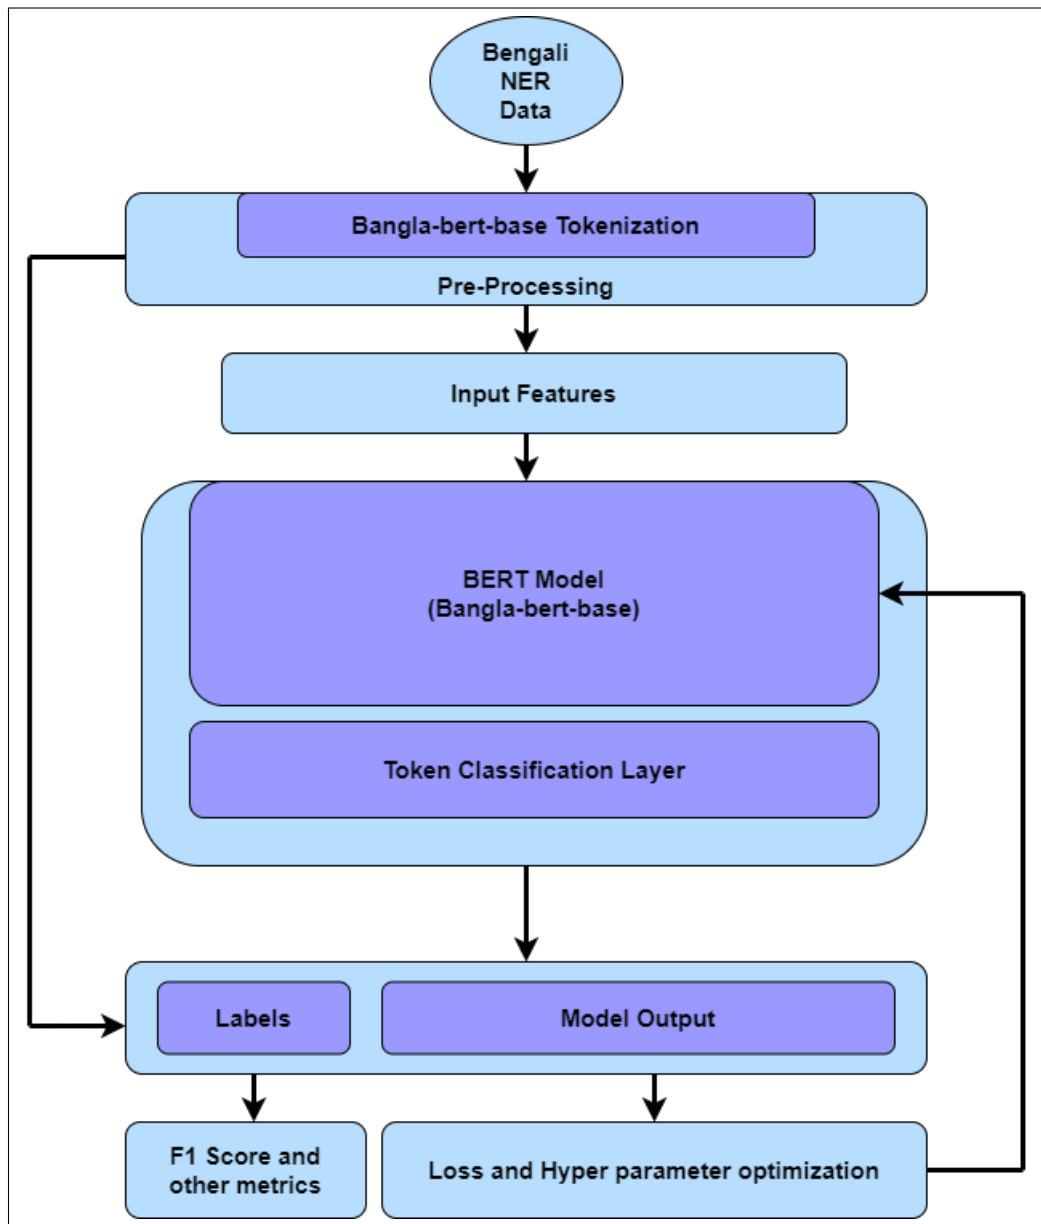 Bengali
NER
Data
Bangla-bert-base Tokenization
Pre-Processing
Input Features
BERT Model
(Bangla-bert-base)
Token Classification Layer
Labels
Model Output
F1 Score and
other metrics
Loss and Hyper parameter optimization